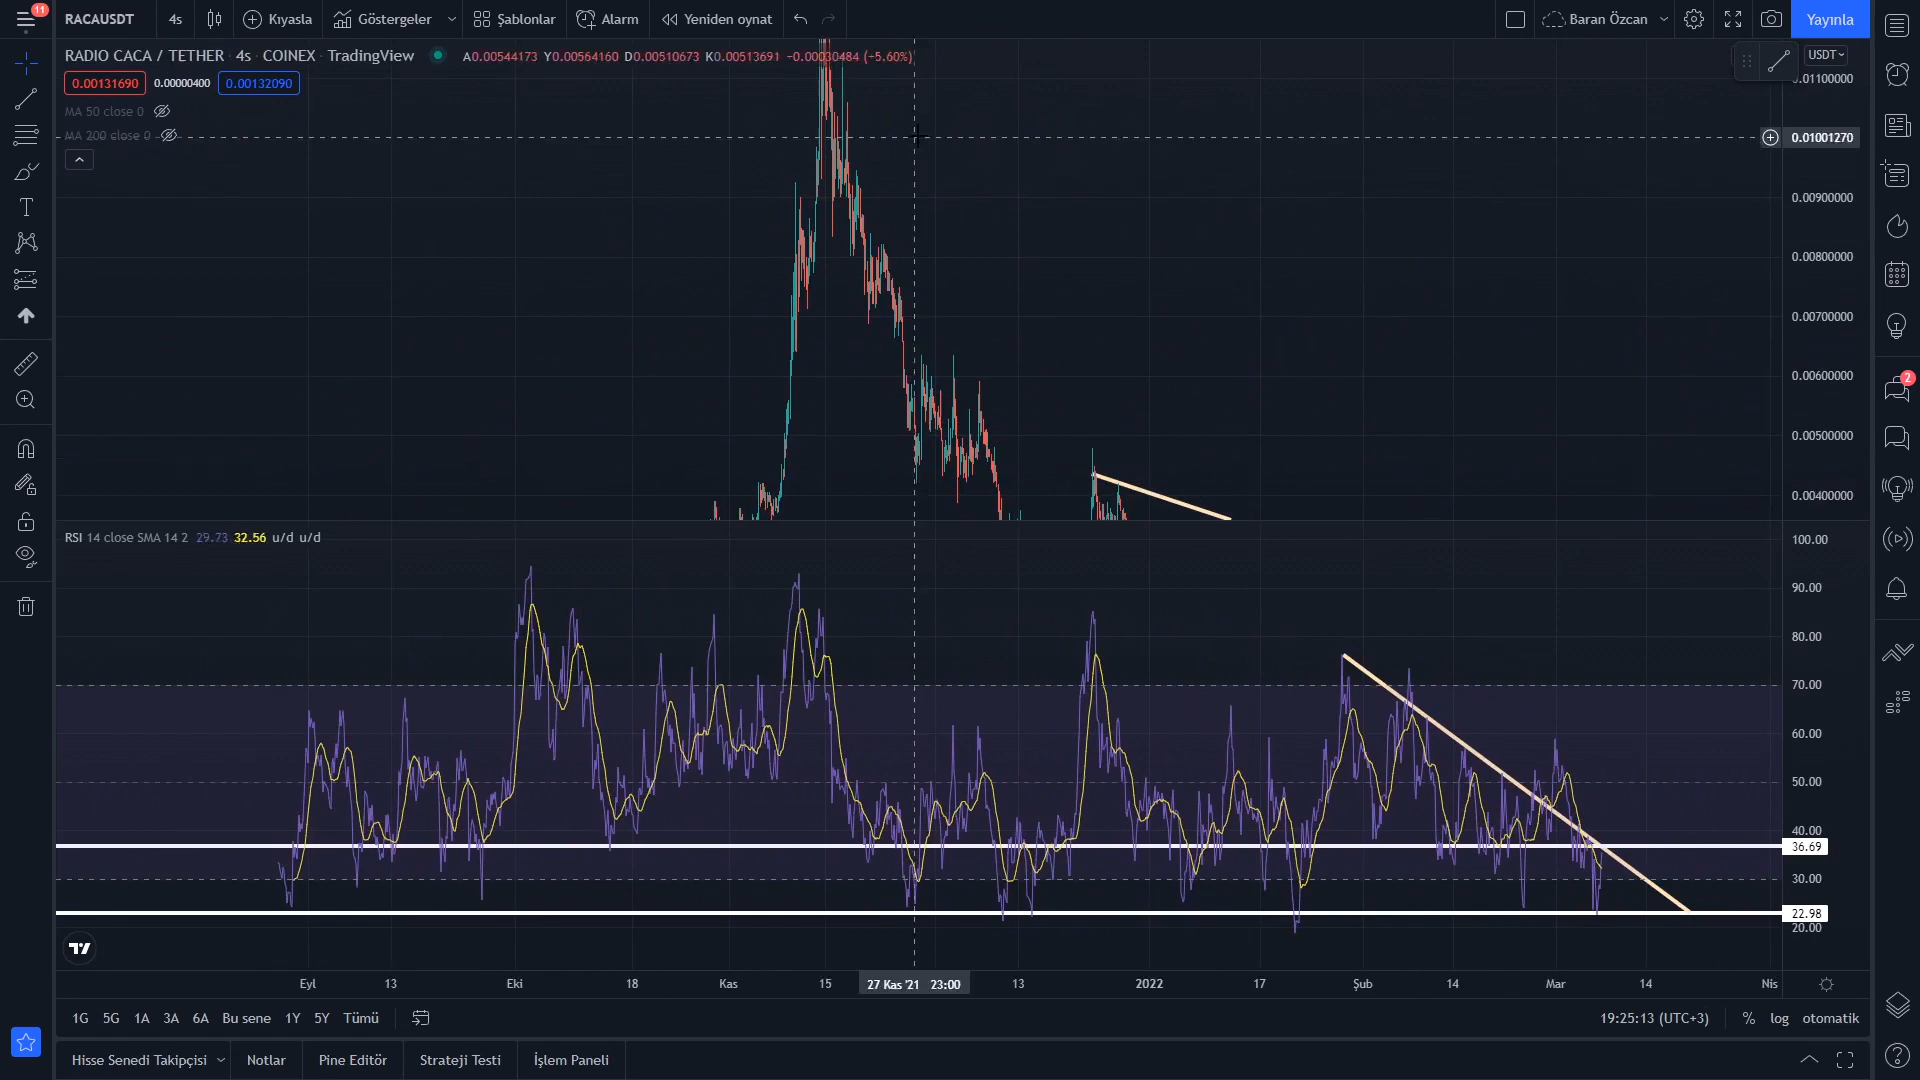 11
RACAUSDT 4s Kıyasla Göstergeler Şablonlar Alarm Yeniden oynat Baran Özcan Yayınla
RADIO CACA / TETHER · 4s · COINEX · TradingView A0.00544173 Y0.00564160 D0.00510673 K0.00513691 −0.00030484 (−5.60%)
USDT
0.00131690 0.00000400 0.00132090
MA 50 close 0
MA 200 close 0
0.01100000
0.01001270
0.00900000
0.00800000
0.00700000
0.00600000
0.00500000
0.00400000
2
RSI 14 close SMA 14 2 29.73 32.56 u/d u/d
100.00
90.00
80.00
70.00
60.00
50.00
40.00
36.69
30.00
22.98
20.00
Eyl 13 Eki 18 Kas 15 27 Kas '21 23:00 13 2022 17 Şub 14 Mar 14 Nis
1G 5G 1A 3A 6A Bu sene 1Y 5Y Tümü 19:25:13 (UTC+3) % log otomatik
Hisse Senedi Takipçisi Notlar Pine Editör Strateji Testi İşlem Paneli